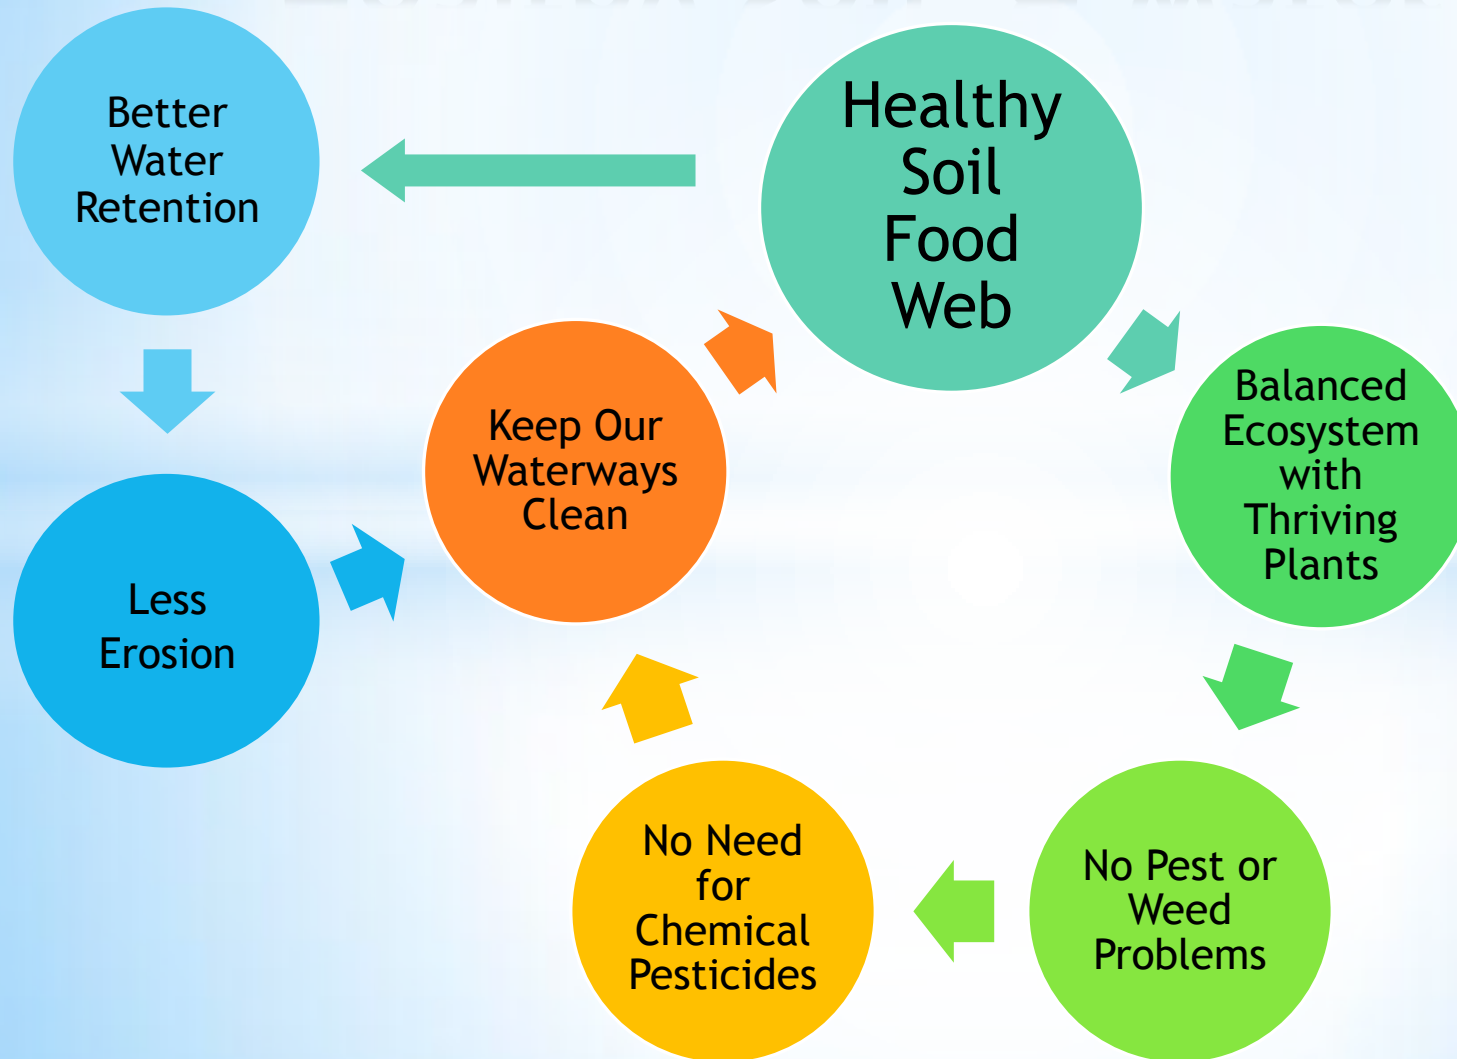 Better
Water
Retention
Healthy
Soil
Food
Web
Keep Our
Waterways
Clean
Balanced
Ecosystem
with
Thriving
Plants
Less
Erosion
No Need
for
Chemical
Pesticides
No Pest or
Weed
Problems